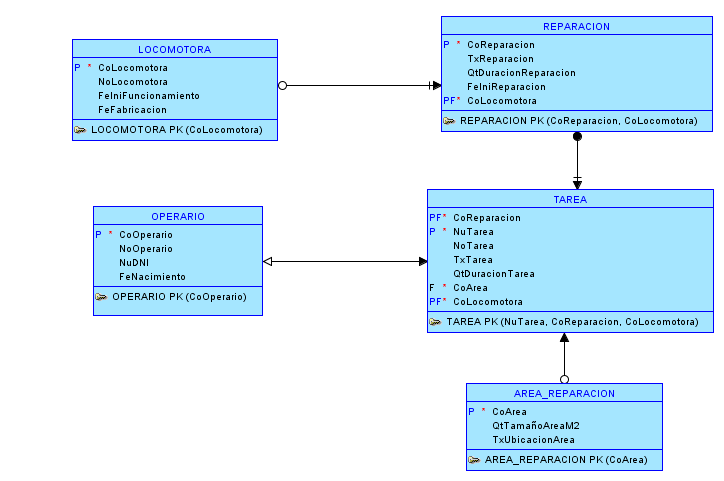 LOCOMOTORA
P * CoLocomotora
NoLocomotora
FeIniFuncionamiento
FeFabricacion
LOCOMOTORA PK (CoLocomotora)
REPARACION
P * CoReparacion
TxReparacion
QtDuracionReparacion
FeIniReparacion
PF* CoLocomotora
REPARACION PK (CoReparacion, CoLocomotora)
OPERARIO
P * CoOperario
NoOperario
NuDNI
FeNacimiento
OPERARIO PK (CoOperario)
TAREA
PF* CoReparacion
P * NuTarea
NoTarea
TxTarea
QtDuracionTarea
F * CoArea
PF* CoLocomotora
TAREA PK (NuTarea, CoReparacion, CoLocomotora)
AREA_REPARACION
P * CoArea
QtTamañoAreaM2
TxUbicacionArea
AREA_REPARACION PK (CoArea)